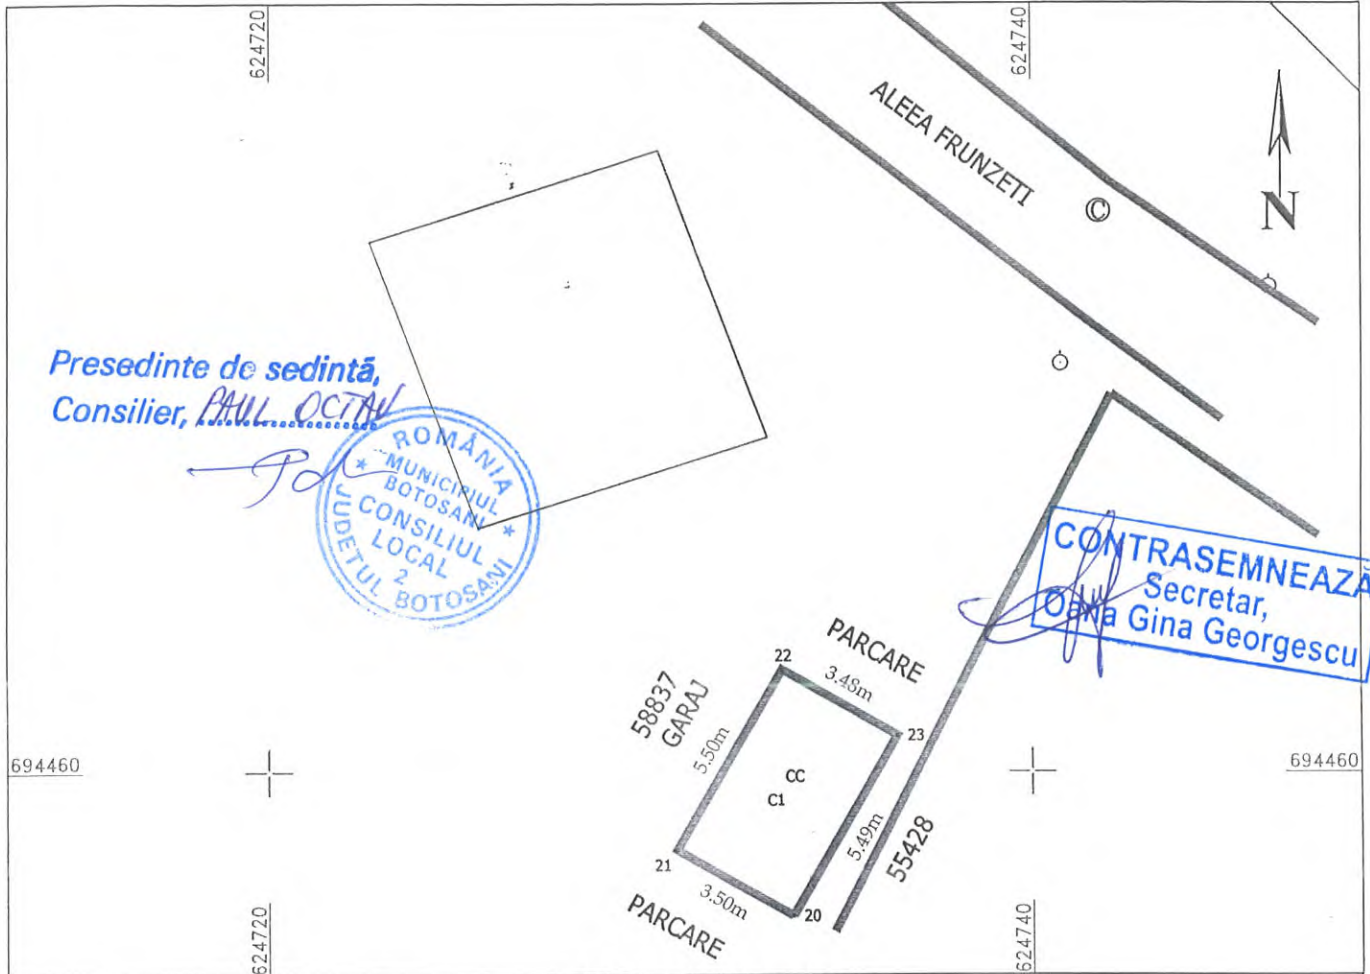 624720
624740
ALEEA FRUNZETI
©
N
Presedinte de sedintă,
Consilier, PAUL OCTAV
ROMÂNIA
MUNICIPIUL
BOTOSANI
CONSILIUL
LOCAL
2
JUDETUL BOTOSANI
CONTRASEMNEAZĂ
Secretar,
Oana Gina Georgescu
PARCARE
22
3.48m
58837
GARAJ
23
5.50m
694460
694460
CC
C1
5.49m
55428
21
3.50m
20
PARCARE
624720
624740